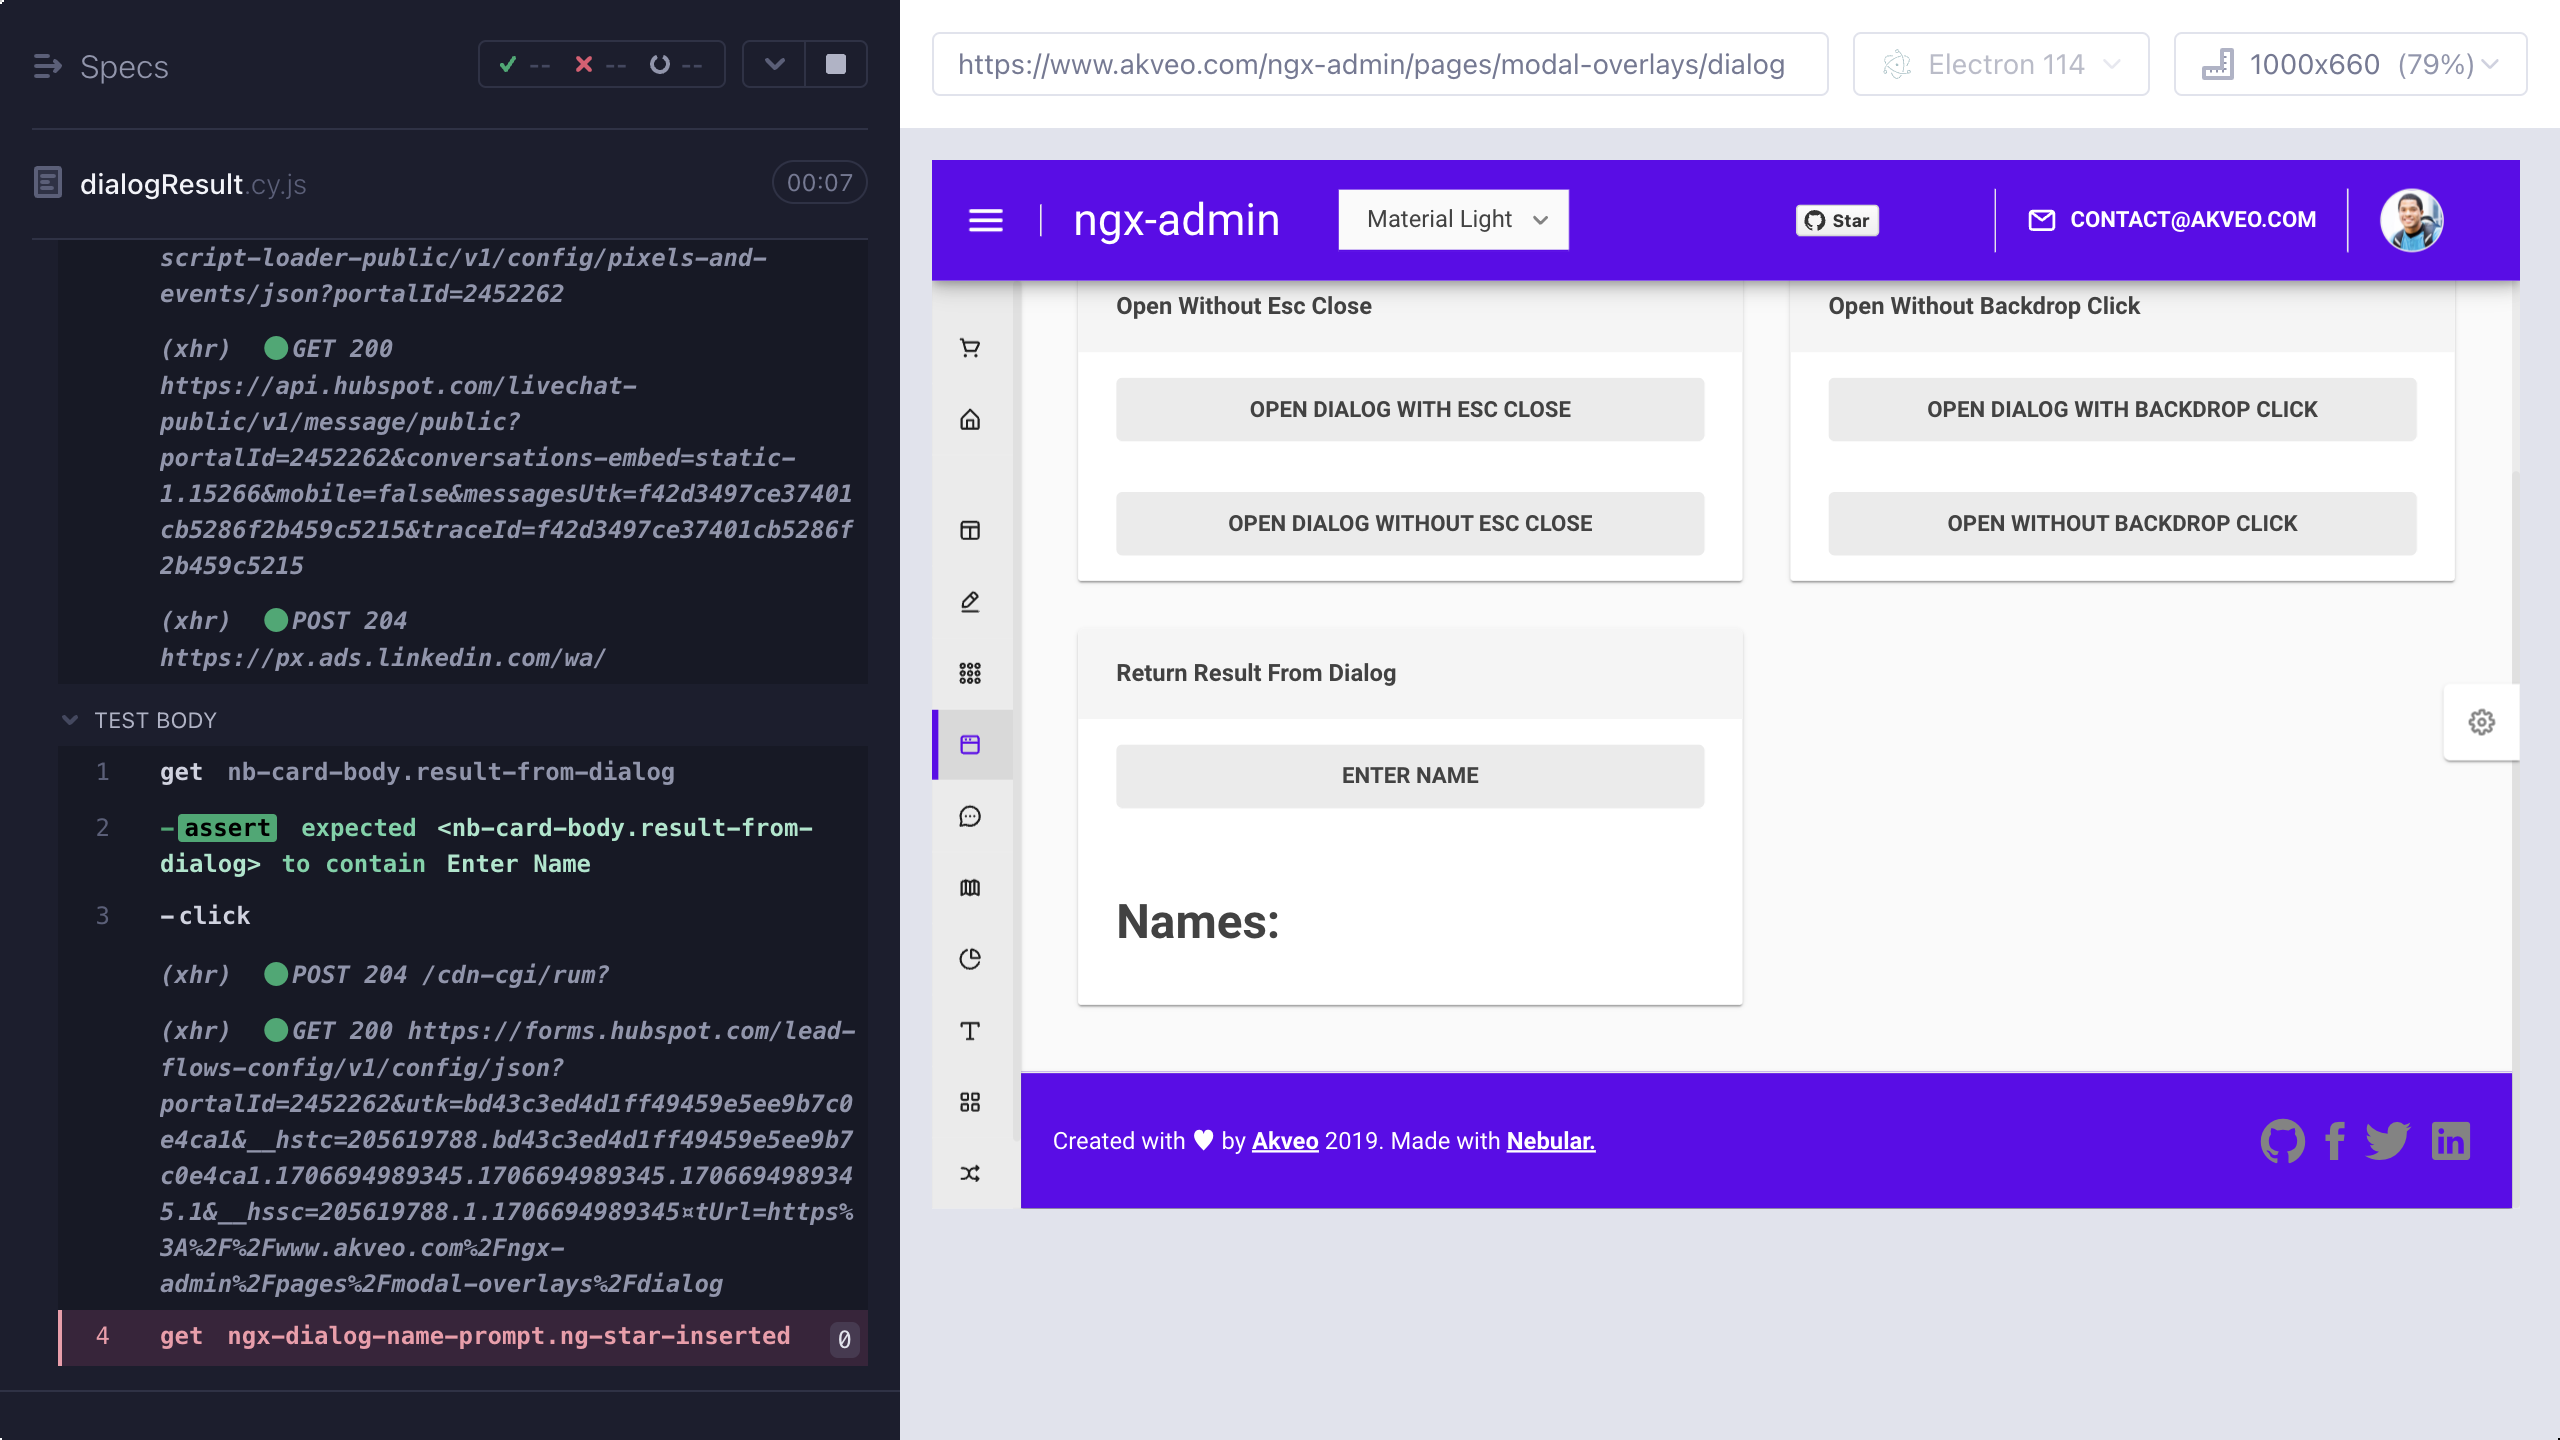 Specs
--
--
--
dialogResult.cy.js
00:07
script-loader-public/v1/config/pixels-and-
events/json?portalId=2452262
(xhr) GET 200
https://api.hubspot.com/livechat-
public/v1/message/public?
portalId=2452262&conversations-embed=static-
1.15266&mobile=false&messagesUtk=f42d3497ce37401
cb5286f2b459c5215&traceId=f42d3497ce37401cb5286f
2b459c5215
(xhr) POST 204
https://px.ads.linkedin.com/wa/
TEST BODY
1 get nb-card-body.result-from-dialog
2 -assert expected <nb-card-body.result-from-
dialog> to contain Enter Name
3 -click
(xhr) POST 204 /cdn-cgi/rum?
(xhr) GET 200 https://forms.hubspot.com/lead-
flows-config/v1/config/json?
portalId=2452262&utk=bd43c3ed4d1ff49459e5ee9b7c0
e4ca1&__hstc=205619788.bd43c3ed4d1ff49459e5ee9b7
c0e4ca1.1706694989345.1706694989345.170669498934
5.1&__hssc=205619788.1.1706694989345¤tUrl=https%
3A%2F%2Fwww.akveo.com%2Fngx-
admin%2Fpages%2Fmodal-overlays%2Fdialog
4 get ngx-dialog-name-prompt.ng-star-inserted 0
https://www.akveo.com/ngx-admin/pages/modal-overlays/dialog
Electron 114
1000x660 (79%)
ngx-admin
Material Light
Star
CONTACT@AKVEO.COM
Open Without Esc Close
OPEN DIALOG WITH ESC CLOSE
OPEN DIALOG WITHOUT ESC CLOSE
Open Without Backdrop Click
OPEN DIALOG WITH BACKDROP CLICK
OPEN WITHOUT BACKDROP CLICK
Return Result From Dialog
ENTER NAME
Names:
Created with ♥ by Akveo 2019. Made with Nebular.